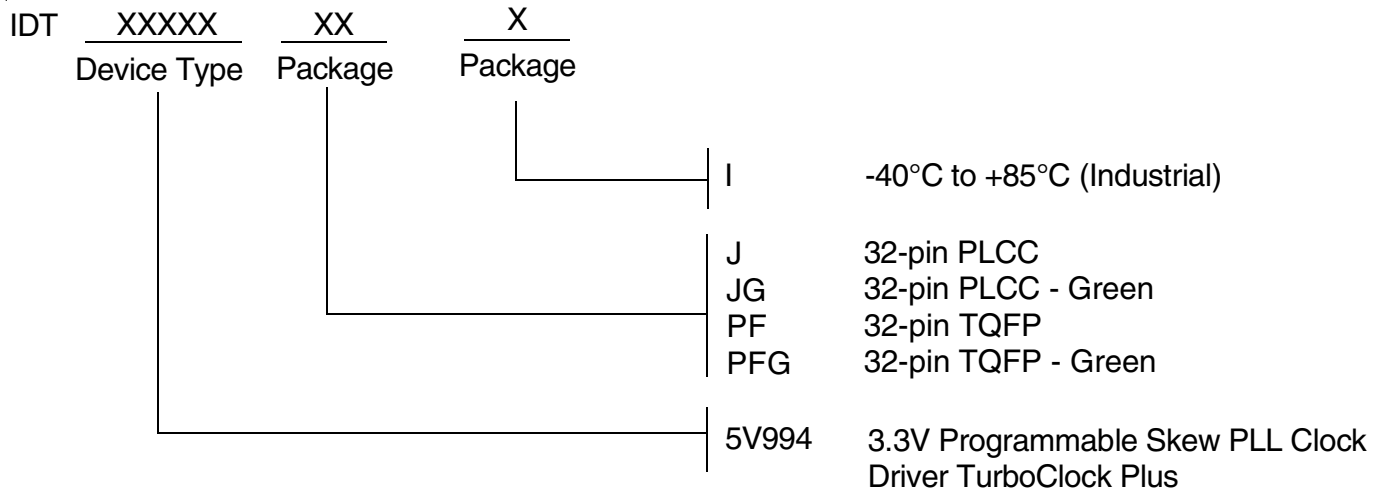 IDT XXXXX XX X
Device Type Package Package
I -40°C to +85°C (Industrial)
J 32-pin PLCC
JG 32-pin PLCC - Green
PF 32-pin TQFP
PFG 32-pin TQFP - Green
5V994 3.3V Programmable Skew PLL Clock
Driver TurboClock Plus